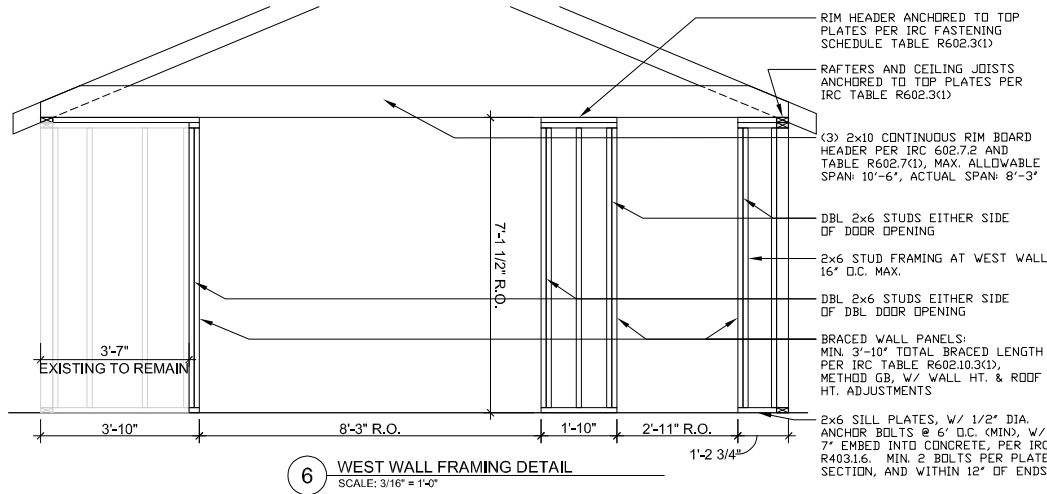 RIM HEADER ANCHORED TO TOP
PLATES PER IRC FASTENING
SCHEDULE TABLE R602.3(1)
RAFTERS AND CEILING JOISTS
ANCHORED TO TOP PLATES PER
IRC TABLE R602.3(1)
(3) 2x10 CONTINUOUS RIM BOARD
HEADER PER IRC 602.7.2 AND
TABLE R602.7(1), MAX. ALLOWABLE
SPAN: 10'-6", ACTUAL SPAN: 8'-3"
7'-1 1/2" R.O.
DBL 2x6 STUDS EITHER SIDE
OF DOOR OPENING
2x6 STUD FRAMING AT WEST WALL
16" O.C. MAX.
DBL 2x6 STUDS EITHER SIDE
OF DBL DOOR OPENING
BRACED WALL PANELS:
MIN. 3'-10" TOTAL BRACED LENGTH
PER IRC TABLE R602.10.3(1),
METHOD GB, W/ WALL HT. & ROOF
HT. ADJUSTMENTS
3'-7"
EXISTING TO REMAIN
2x6 SILL PLATES, W/ 1/2" DIA.
ANCHOR BOLTS @ 6' O.C. (MIN), W/
7" EMBED INTO CONCRETE, PER IRC
R403.1.6. MIN. 2 BOLTS PER PLATE
SECTION, AND WITHIN 12" OF ENDS
3'-10"
8'-3" R.O.
1'-10"
2'-11" R.O.
1'-2 3/4"
6
WEST WALL FRAMING DETAIL
SCALE: 3/16" = 1'-0"